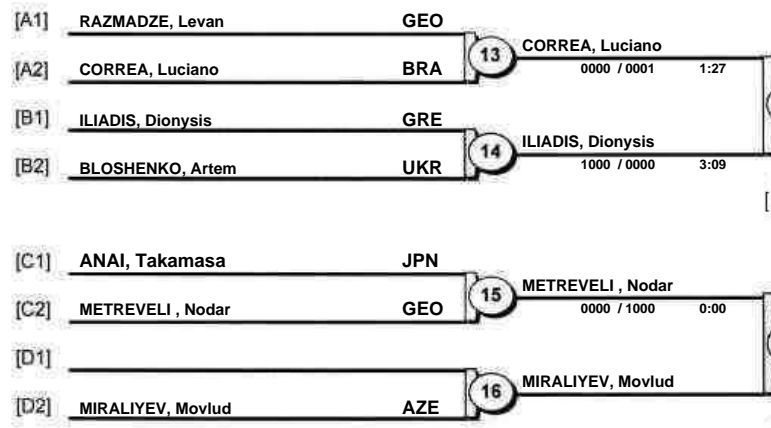 [A1] RAZMADZE, Levan GEO
13 CORREA, Luciano
[A2] CORREA, Luciano BRA 0000 / 0001 1:27
[B1] ILIADIS, Dionysis GRE
14 ILIADIS, Dionysis
[B2] BLOSHENKO, Artem UKR 1000 / 0000 3:09
[
[C1] ANAI, Takamasa JPN
15 METREVELI , Nodar
[C2] METREVELI , Nodar GEO 0000 / 1000 0:00
[D1]
16 MIRALIYEV, Movlud
[D2] MIRALIYEV, Movlud AZE